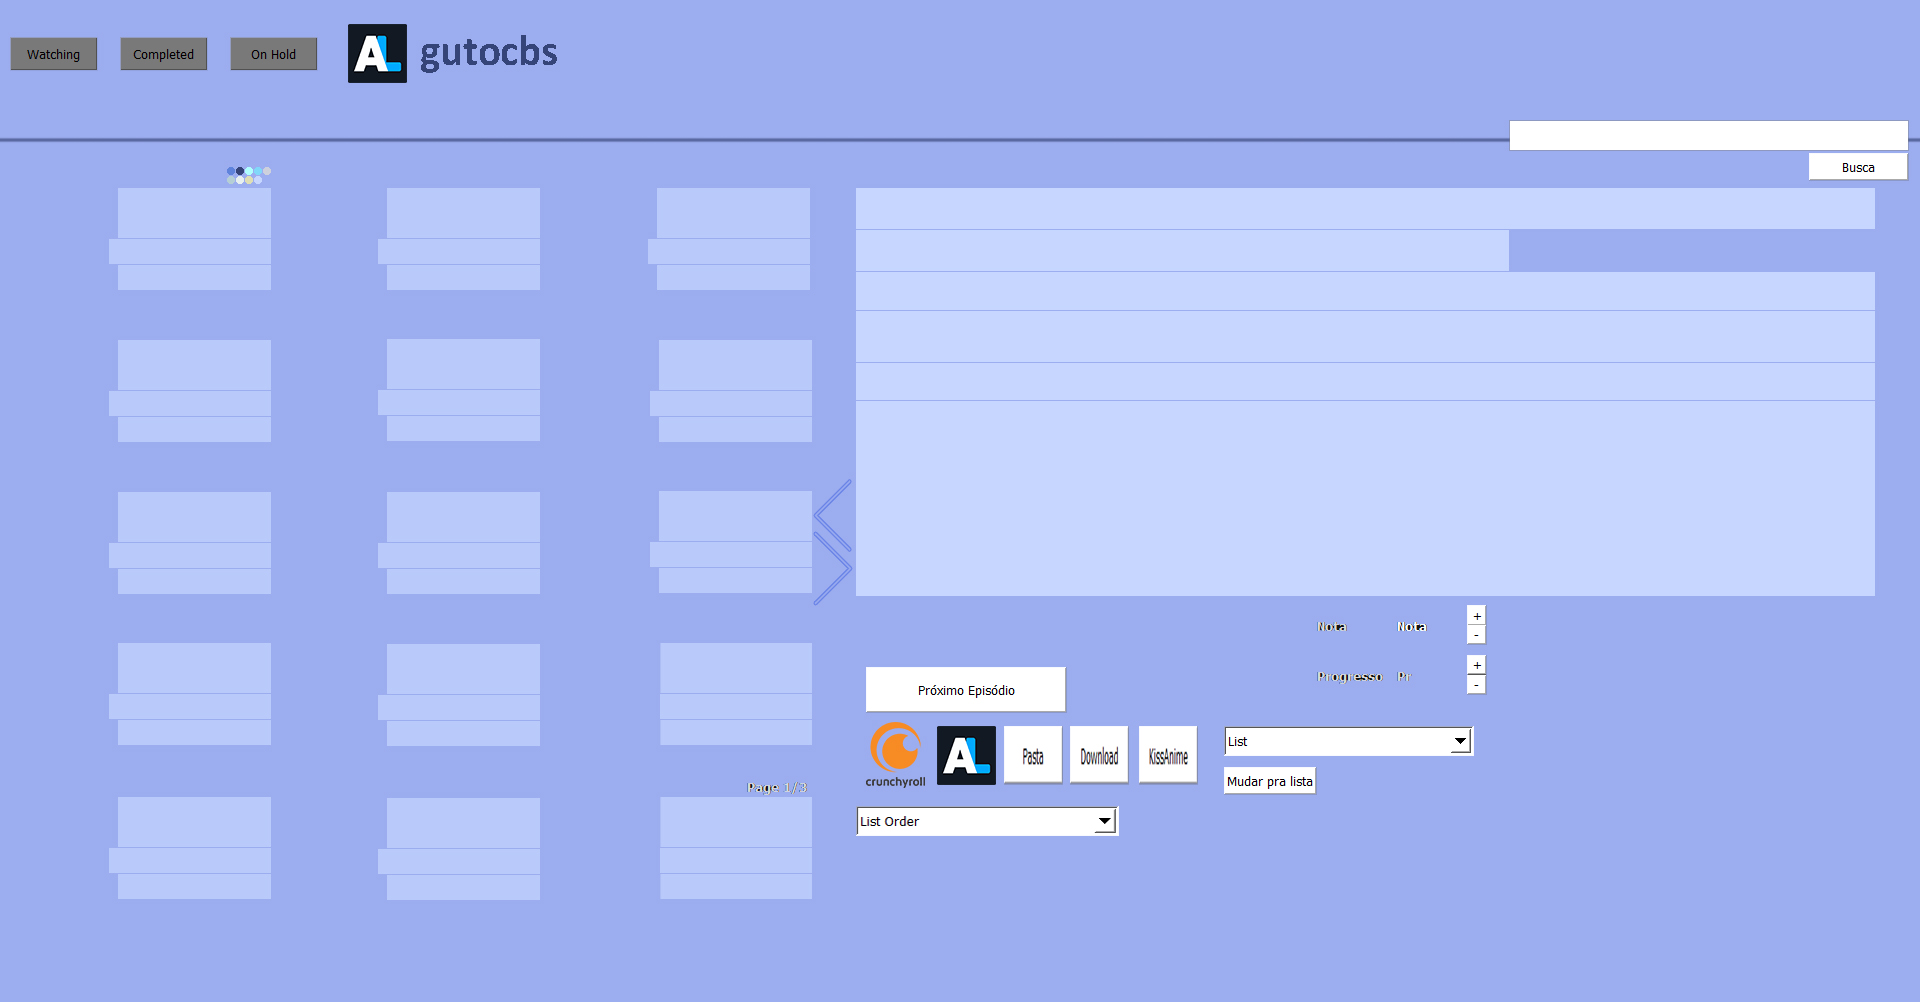 Watching
Completed
On Hold
AL
gutocbs
Busca
Nota Nota
+
-
Progresso Pr
+
-
Próximo Episódio
crunchyroll
AL
Pasta
Download
KissAnime
List
Mudar pra lista
Page 1/3
List Order